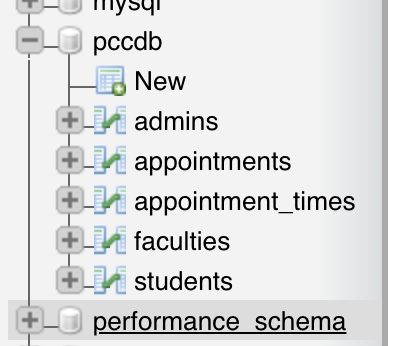 mysql
pccdb
New
admins
appointments
appointment_times
faculties
students
performance_schema